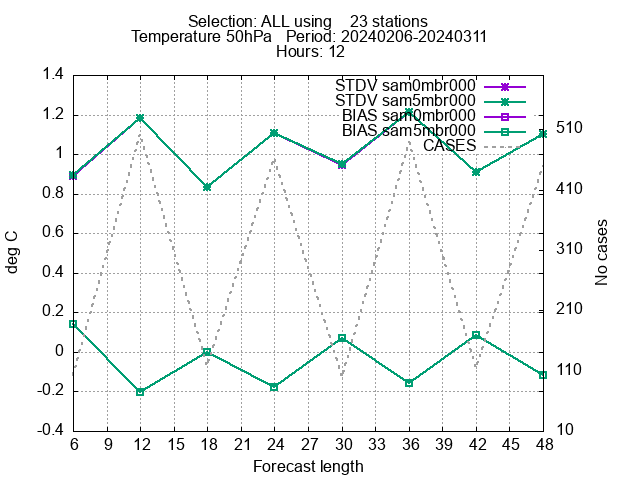 Selection: ALL using    23 stations
Temperature 50hPa   Period: 20240206-20240311
Hours: 12
STDV sam0mbr000
STDV sam5mbr000
BIAS sam0mbr000
BIAS sam5mbr000
CASES
1.4
1.2
1
0.8
0.6
0.4
0.2
0
-0.2
-0.4
deg C
510
410
310
210
110
10
No cases
6 9 12 15 18 21 24 27 30 33 36 39 42 45 48
Forecast length